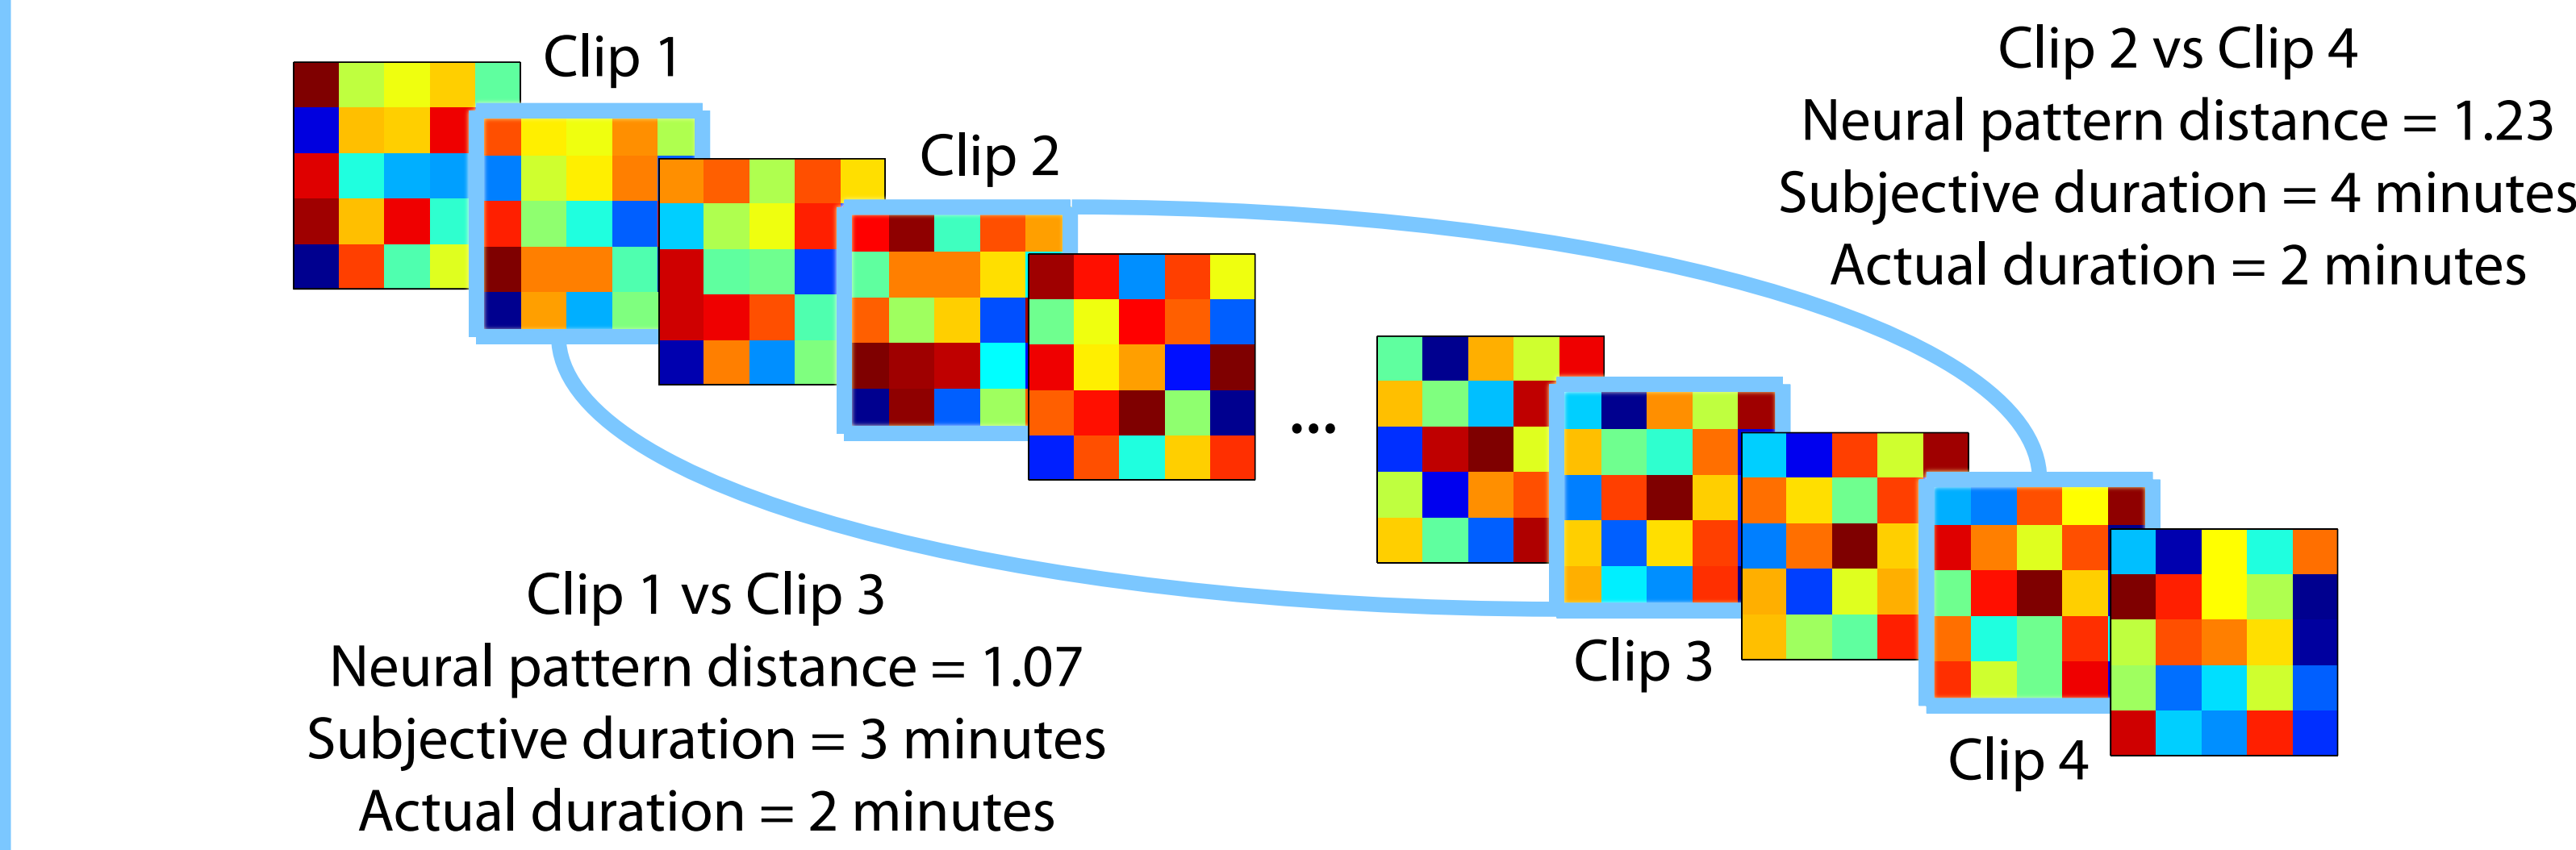 Clip 1
Clip 2
Clip 2 vs Clip 4
Neural pattern distance = 1.23
Subjective duration = 4 minutes
Actual duration = 2 minutes
...
Clip 1 vs Clip 3
Neural pattern distance = 1.07
Subjective duration = 3 minutes
Actual duration = 2 minutes
Clip 3
Clip 4